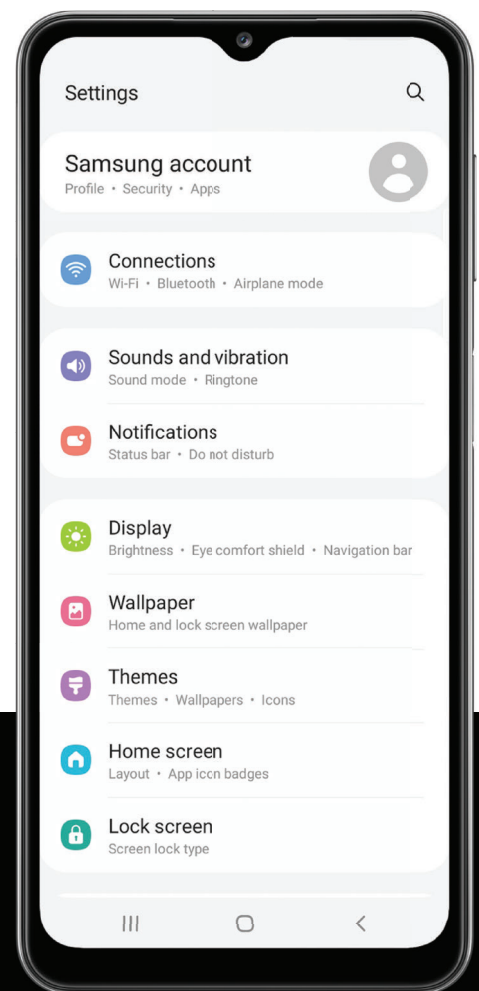 Settings
Samsung account
Profile • Security • Apps
Connections
Wi-Fi • Bluetooth • Airplane mode
Sounds and vibration
Sound mode • Ringtone
Notifications
Status bar • Do not disturb
Display
Brightness • Eye comfort shield • Navigation bar
Wallpaper
Home and lock screen wallpaper
Themes
Themes • Wallpapers • Icons
Home screen
Layout • App icon badges
Lock screen
Screen lock type